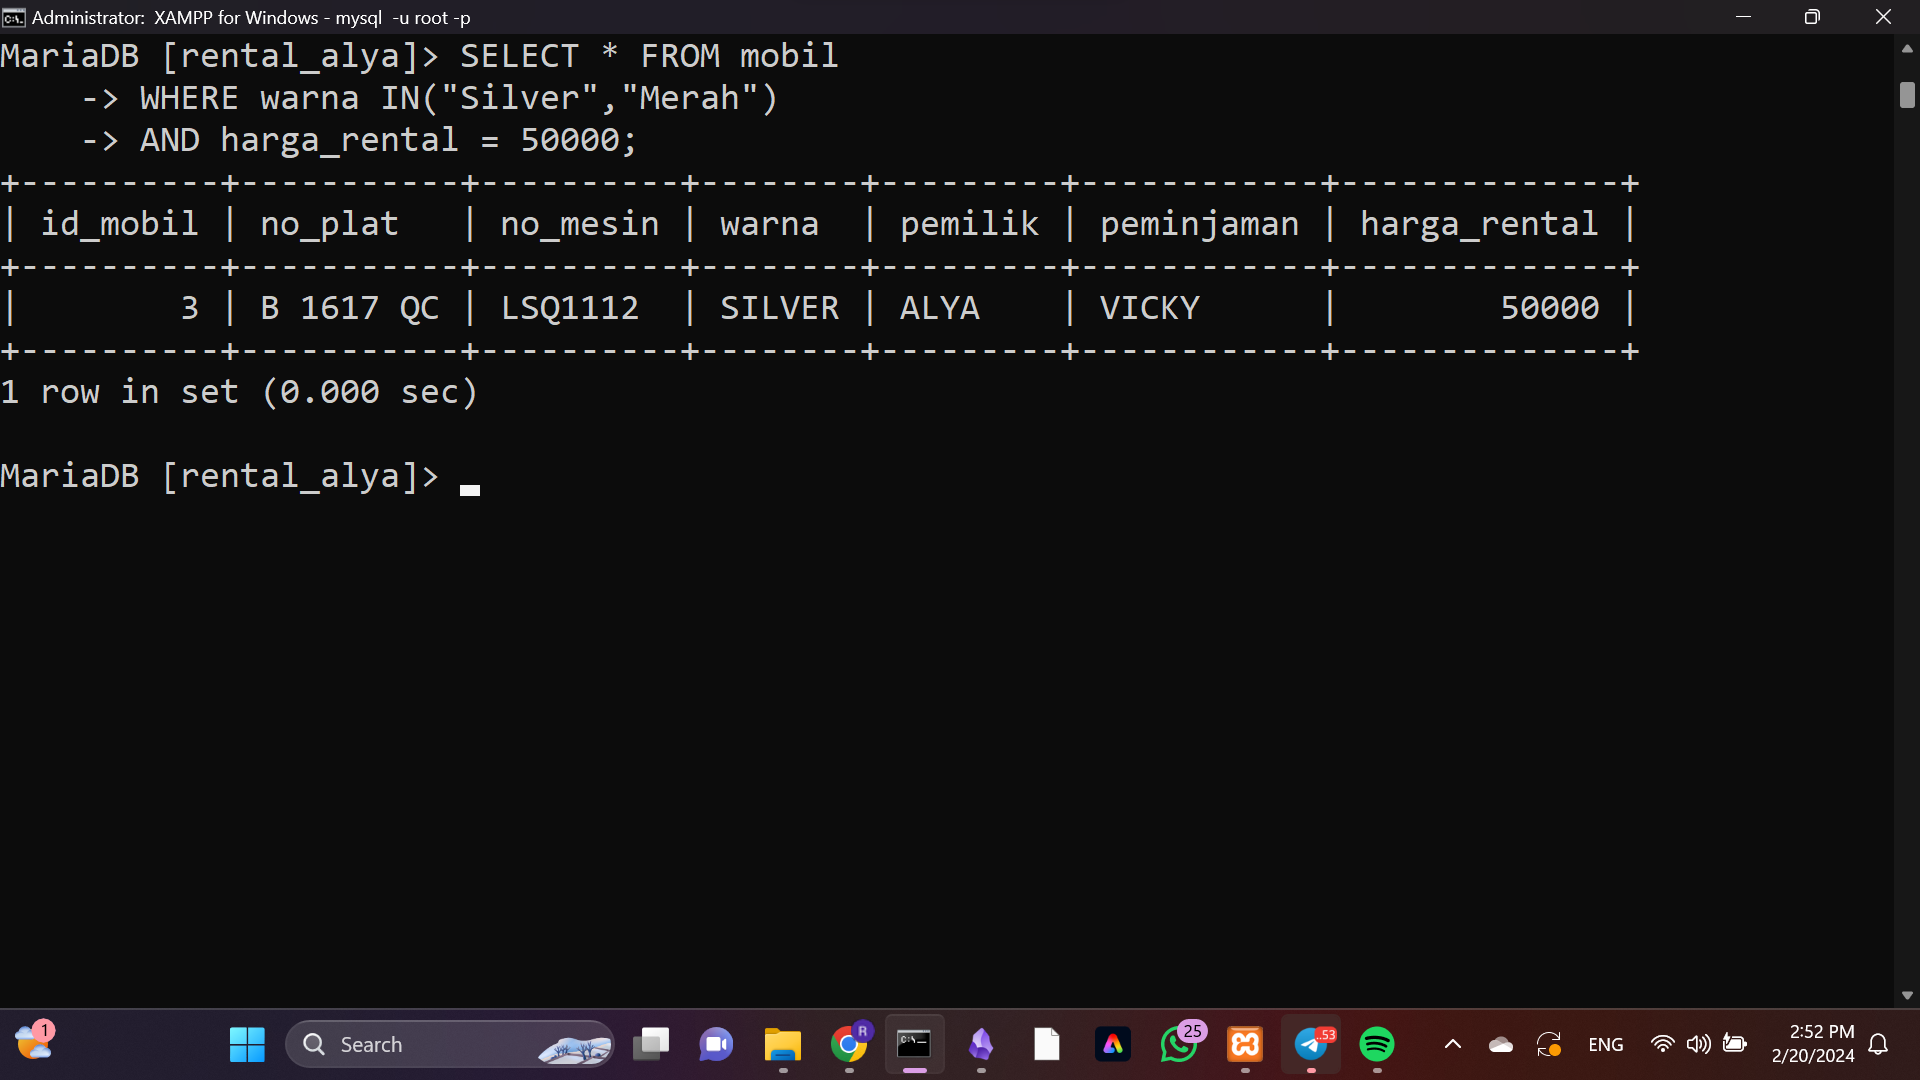 Administrator: XAMPP for Windows - mysql -u root -p
MariaDB [rental_alya]> SELECT * FROM mobil
    -> WHERE warna IN("Silver","Merah")
    -> AND harga_rental = 50000;
+----------+-----------+----------+--------+---------+------------+--------------+
| id_mobil | no_plat   | no_mesin | warna  | pemilik | peminjaman | harga_rental |
+----------+-----------+----------+--------+---------+------------+--------------+
|        3 | B 1617 QC | LSQ1112  | SILVER | ALYA    | VICKY      |        50000 |
+----------+-----------+----------+--------+---------+------------+--------------+
1 row in set (0.000 sec)
MariaDB [rental_alya]>
1
Search
R
25
..53
ENG
2:52 PM
2/20/2024